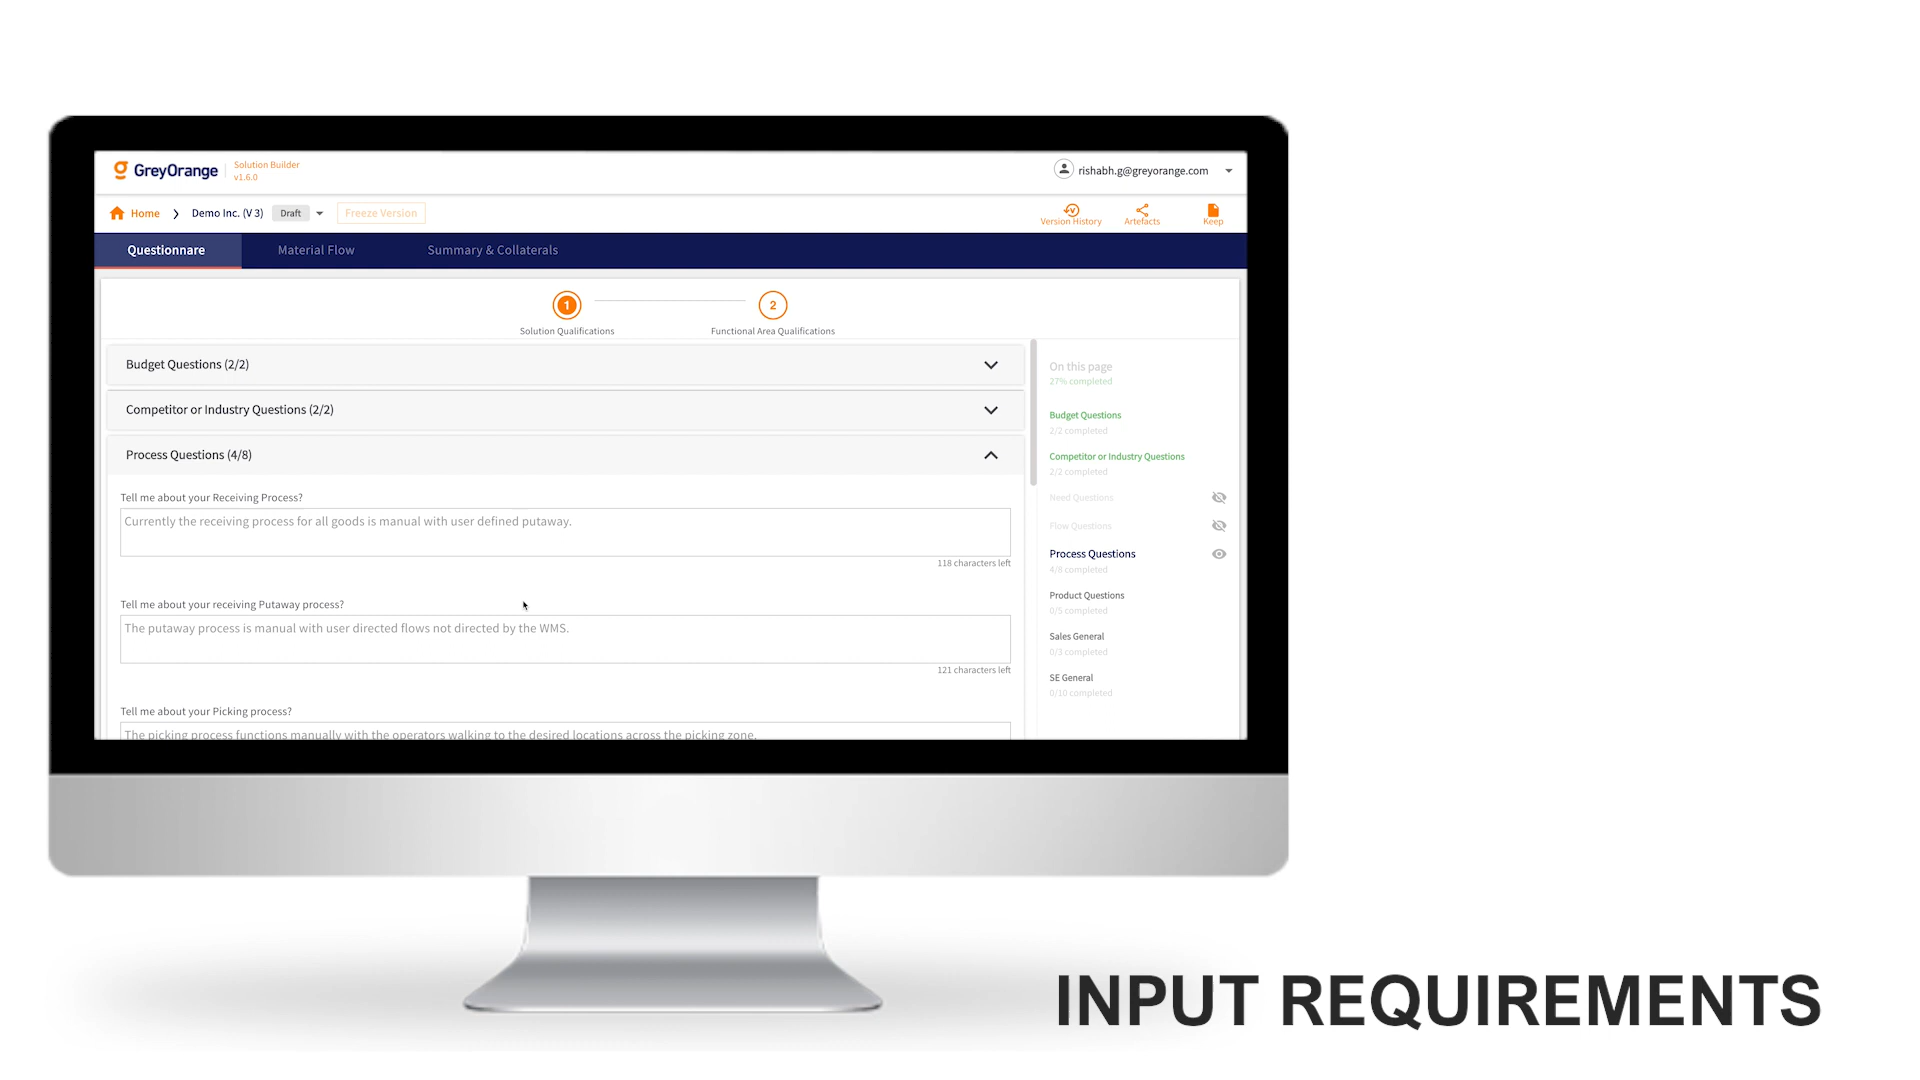 GreyOrange
Solution Builder
v1.6.0
rishabh.g@greyorange.com
Home
Demo Inc. (V 3)
Draft
Freeze Version
Version History
Artefacts
Keep
Questionnare
Material Flow
Summary & Collaterals
1
2
Solution Qualifications
Functional Area Qualifications
Budget Questions (2/2)
Competitor or Industry Questions (2/2)
Process Questions (4/8)
Tell me about your Receiving Process?
Currently the receiving process for all goods is manual with user defined putaway.
118 characters left
Tell me about your receiving Putaway process?
The putaway process is manual with user directed flows not directed by the WMS.
121 characters left
Tell me about your Picking process?
The picking process functions manually with the operators walking to the desired locations across the picking zone.
On this page
27% completed
Budget Questions
2/2 completed
Competitor or Industry Questions
2/2 completed
Need Questions
Flow Questions
Process Questions
4/8 completed
Product Questions
0/5 completed
Sales General
0/3 completed
SE General
0/10 completed
INPUT REQUIREMENTS